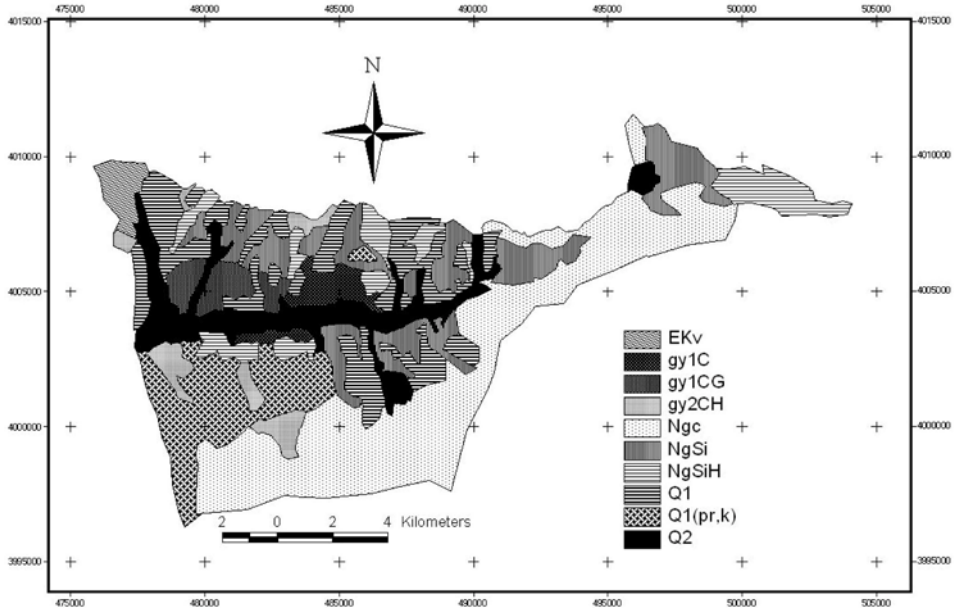 475000 480000 485000 490000 495000 500000 505000
4015000 4015000
N
4010000 4010000
4005000 4005000
EKv
gy1C
gy1CG
gy2CH
4000000 Ngc 4000000
NgSi
NgSiH
Q1
Q1(pr,k)
2 0 2 4 Kilometers
Q2
3995000 3995000
475000 480000 485000 490000 495000 500000 505000